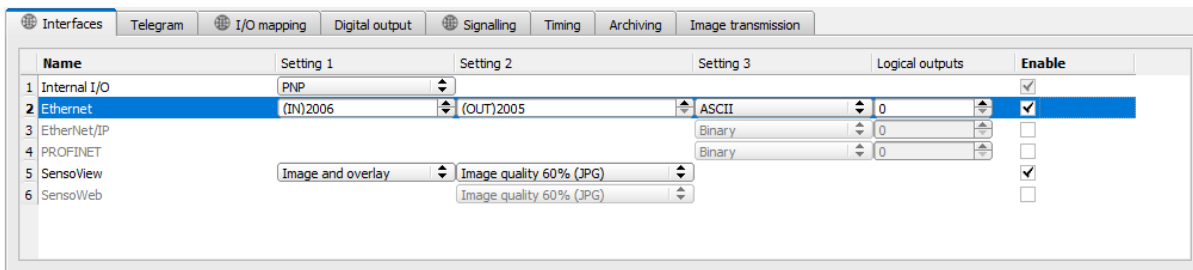 Interfaces Telegram I/O mapping Digital output Signalling Timing Archiving Image transmission
Name Setting 1 Setting 2 Setting 3 Logical outputs Enable
1 Internal I/O PNP
2 Ethernet (IN)2006 (OUT)2005 ASCII 0
3 EtherNet/IP Binary 0
4 PROFINET Binary 0
5 SensoView Image and overlay Image quality 60% (JPG)
6 SensoWeb Image quality 60% (JPG)